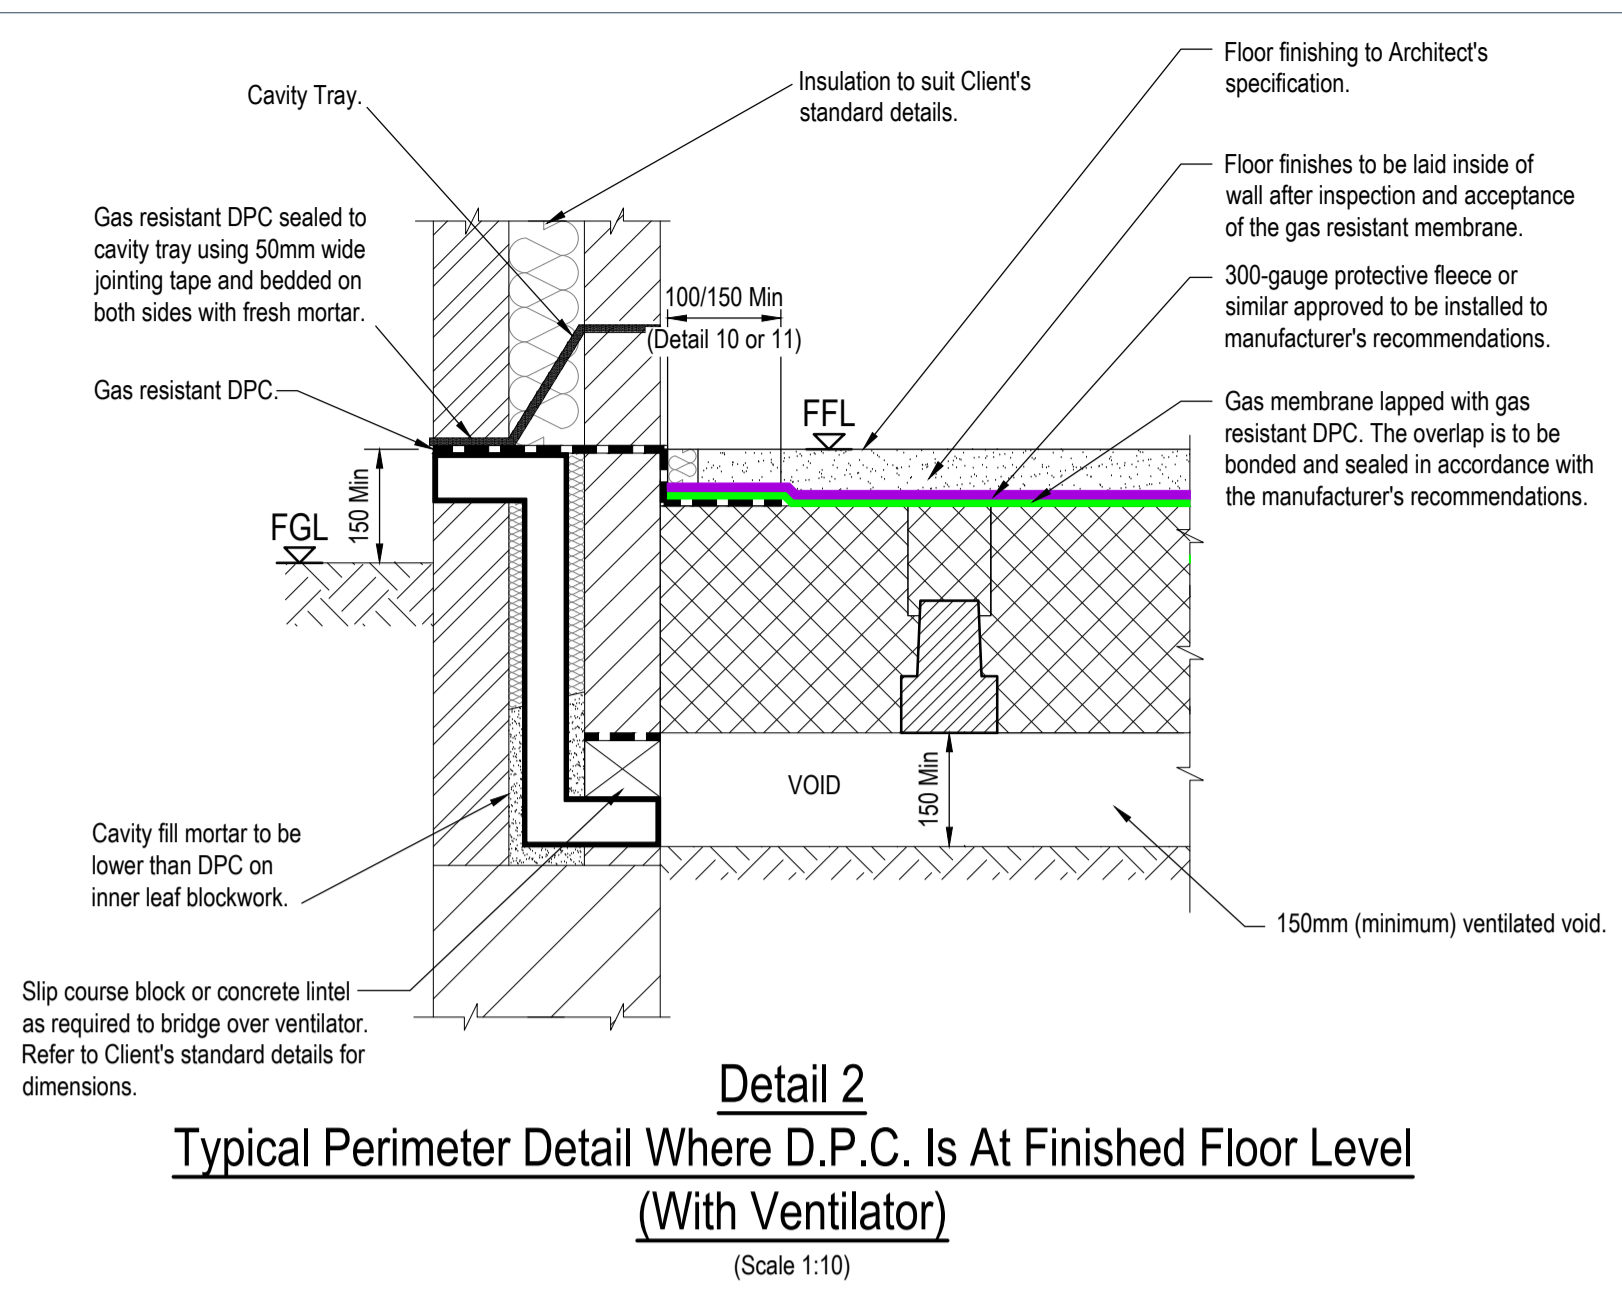 Cavity Tray.
Insulation to suit Client's
standard details.
Floor finishing to Architect's
specification.
Floor finishes to be laid inside of
wall after inspection and acceptance
of the gas resistant membrane.
Gas resistant DPC sealed to
cavity tray using 50mm wide
jointing tape and bedded on
both sides with fresh mortar.
300-gauge protective fleece or
similar approved to be installed to
manufacturer's recommendations.
100/150 Min
(Detail 10 or 11)
Gas resistant DPC.
Gas membrane lapped with gas
resistant DPC. The overlap is to be
bonded and sealed in accordance with
the manufacturer's recommendations.
FFL
150 Min
FGL
VOID
150 Min
Cavity fill mortar to be
lower than DPC on
inner leaf blockwork.
150mm (minimum) ventilated void.
Slip course block or concrete lintel
as required to bridge over ventilator.
Refer to Client's standard details for
dimensions.
Detail 2
Typical Perimeter Detail Where D.P.C. Is At Finished Floor Level
(With Ventilator)
(Scale 1:10)